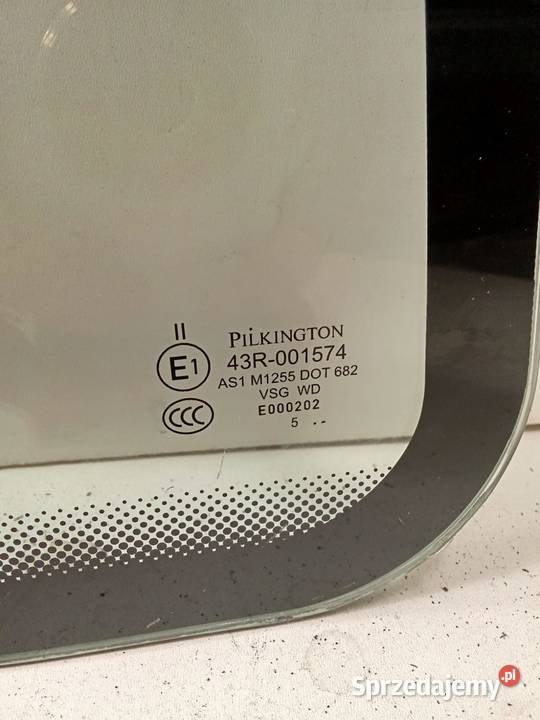 II
PILKINGTON
E1
43R-001574
AS1 M1255 DOT 682
VSG WD
CCC
E000202
5 ..
Sprzedajemy.pl